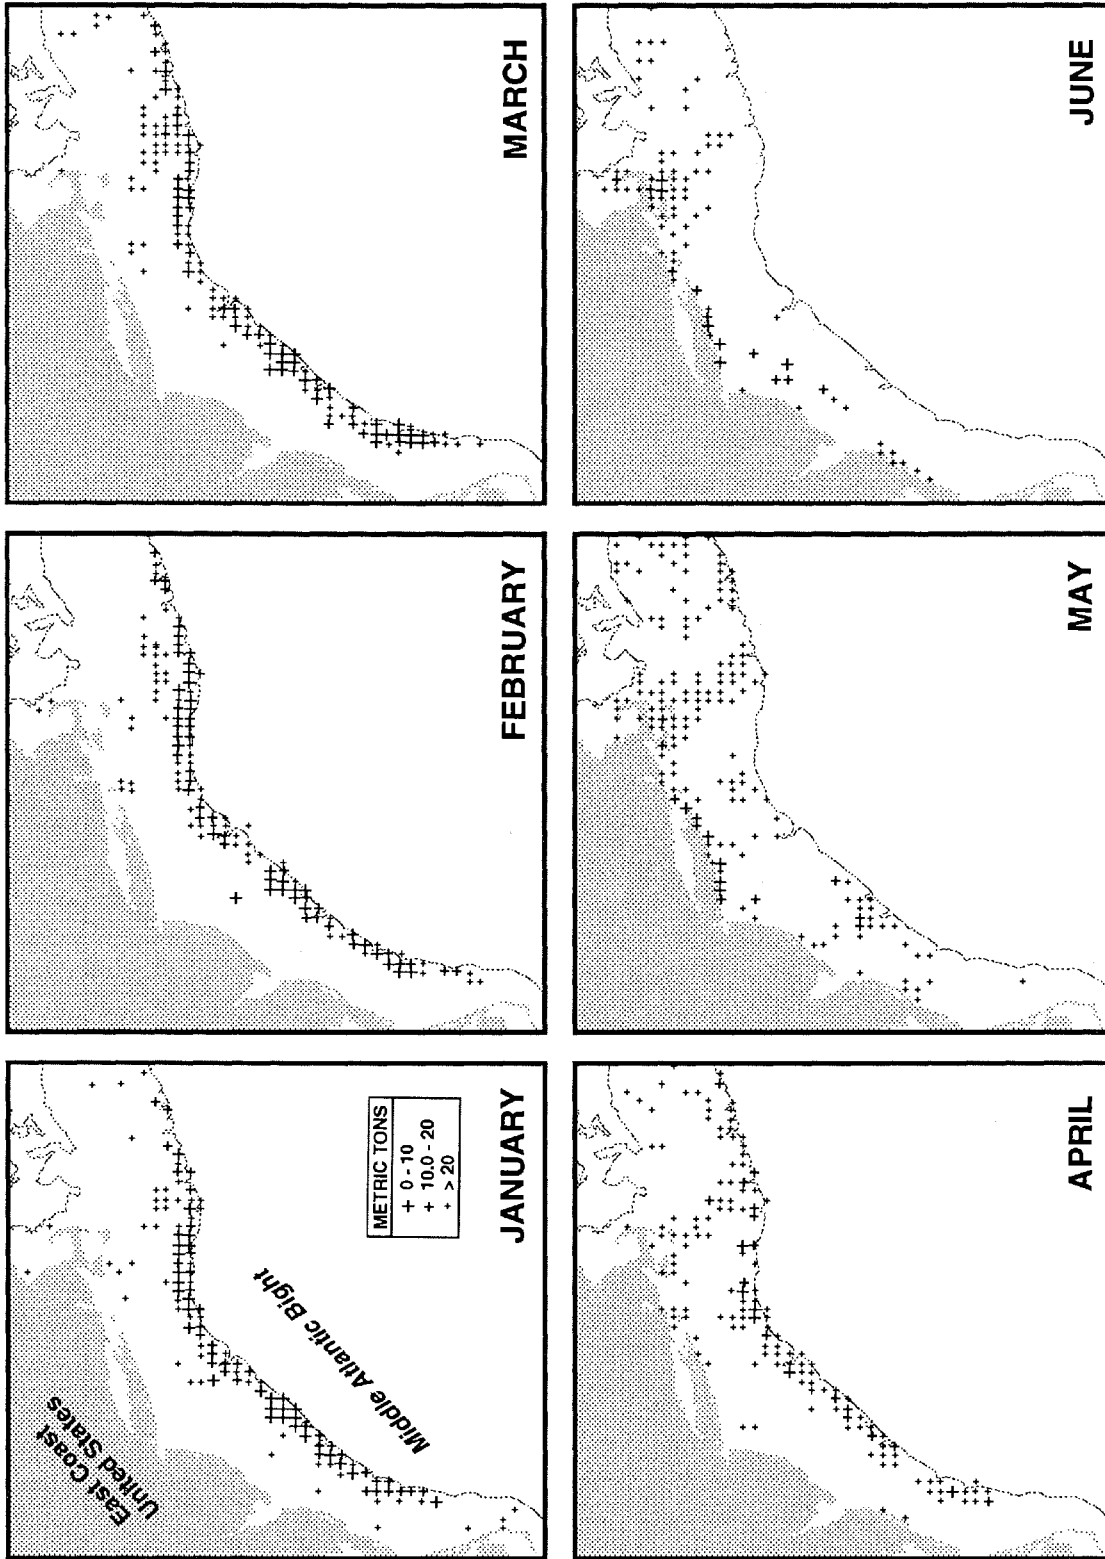 East Coast
United States
Middle Atlantic Bight
METRIC TONS
+ 0 - 10
+ 10.0 - 20
+ > 20
JANUARY
FEBRUARY
MARCH
APRIL
MAY
JUNE